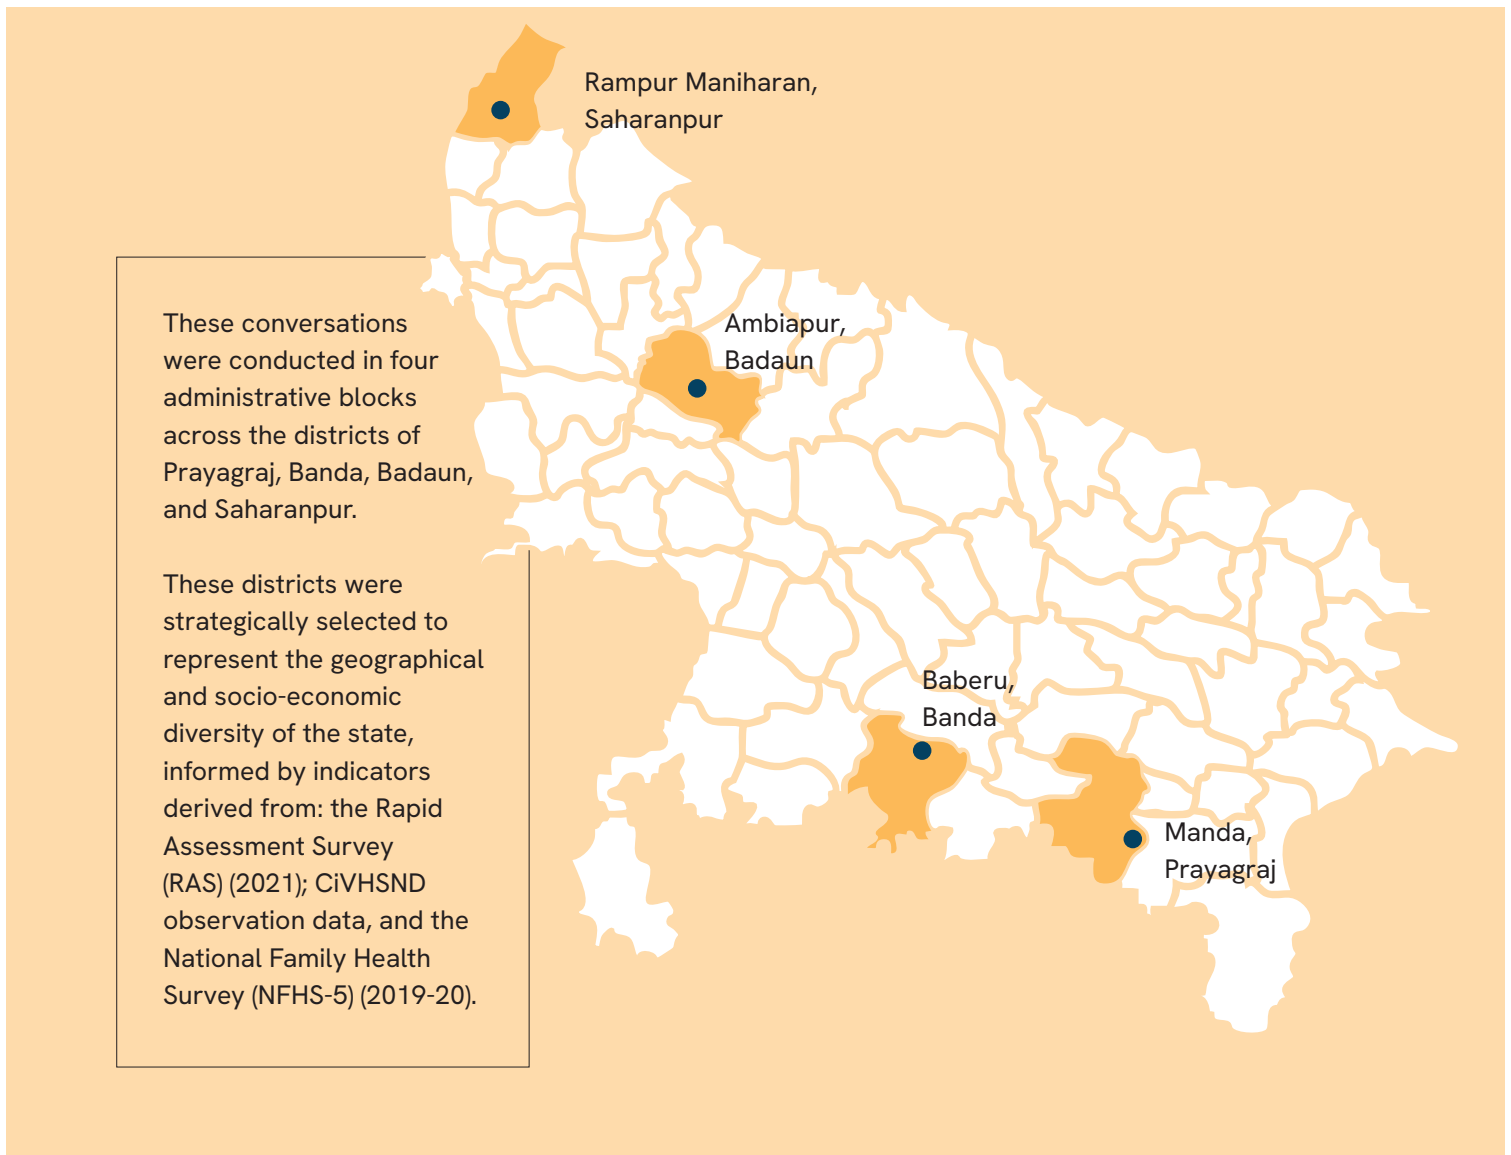 Rampur Maniharan,
Saharanpur
Ambiapur,
Badaun
These conversations
were conducted in four
administrative blocks
across the districts of
Prayagraj, Banda, Badaun,
and Saharanpur.
These districts were
strategically selected to
represent the geographical
and socio-economic
diversity of the state,
informed by indicators
derived from: the Rapid
Assessment Survey
(RAS) (2021); CiVHSND
observation data, and the
National Family Health
Survey (NFHS-5) (2019-20).
Baberu,
Banda
Manda,
Prayagraj